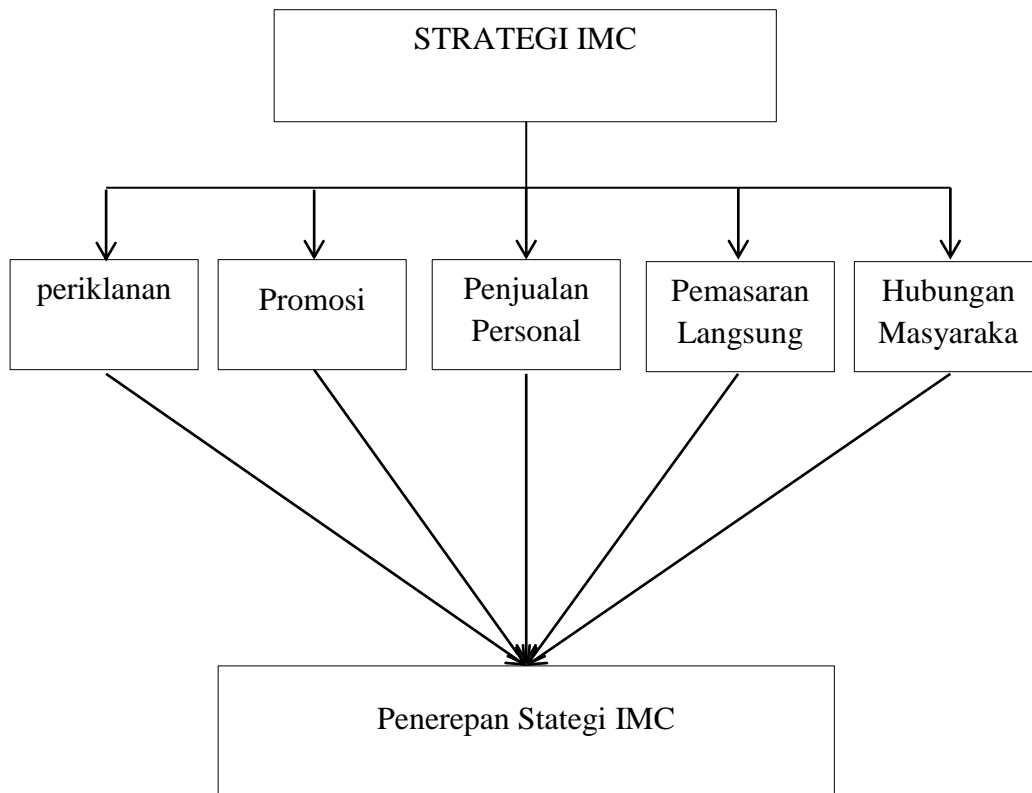 STRATEGI IMC
periklanan
Promosi
Penjualan
Personal
Pemasaran
Langsung
Hubungan
Masyaraka
Penerepan Stategi IMC